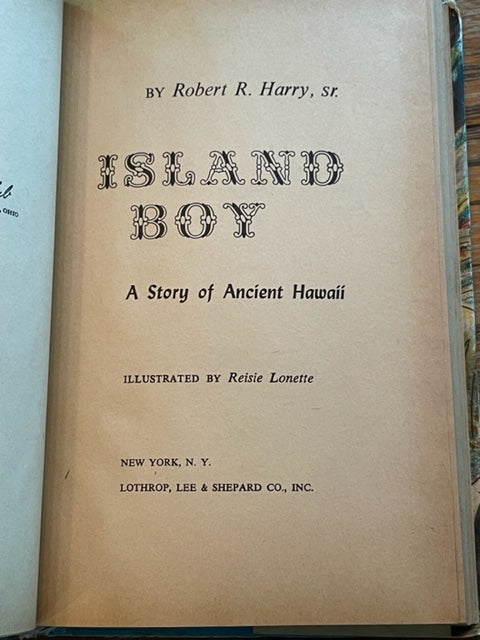 BY Robert R. Harry, sr.
ISLAND
BOY
A Story of Ancient Hawaii
ILLUSTRATED BY Reisie Lonette
NEW YORK, N. Y.
LOTHROP, LEE & SHEPARD CO., INC.
OHIO